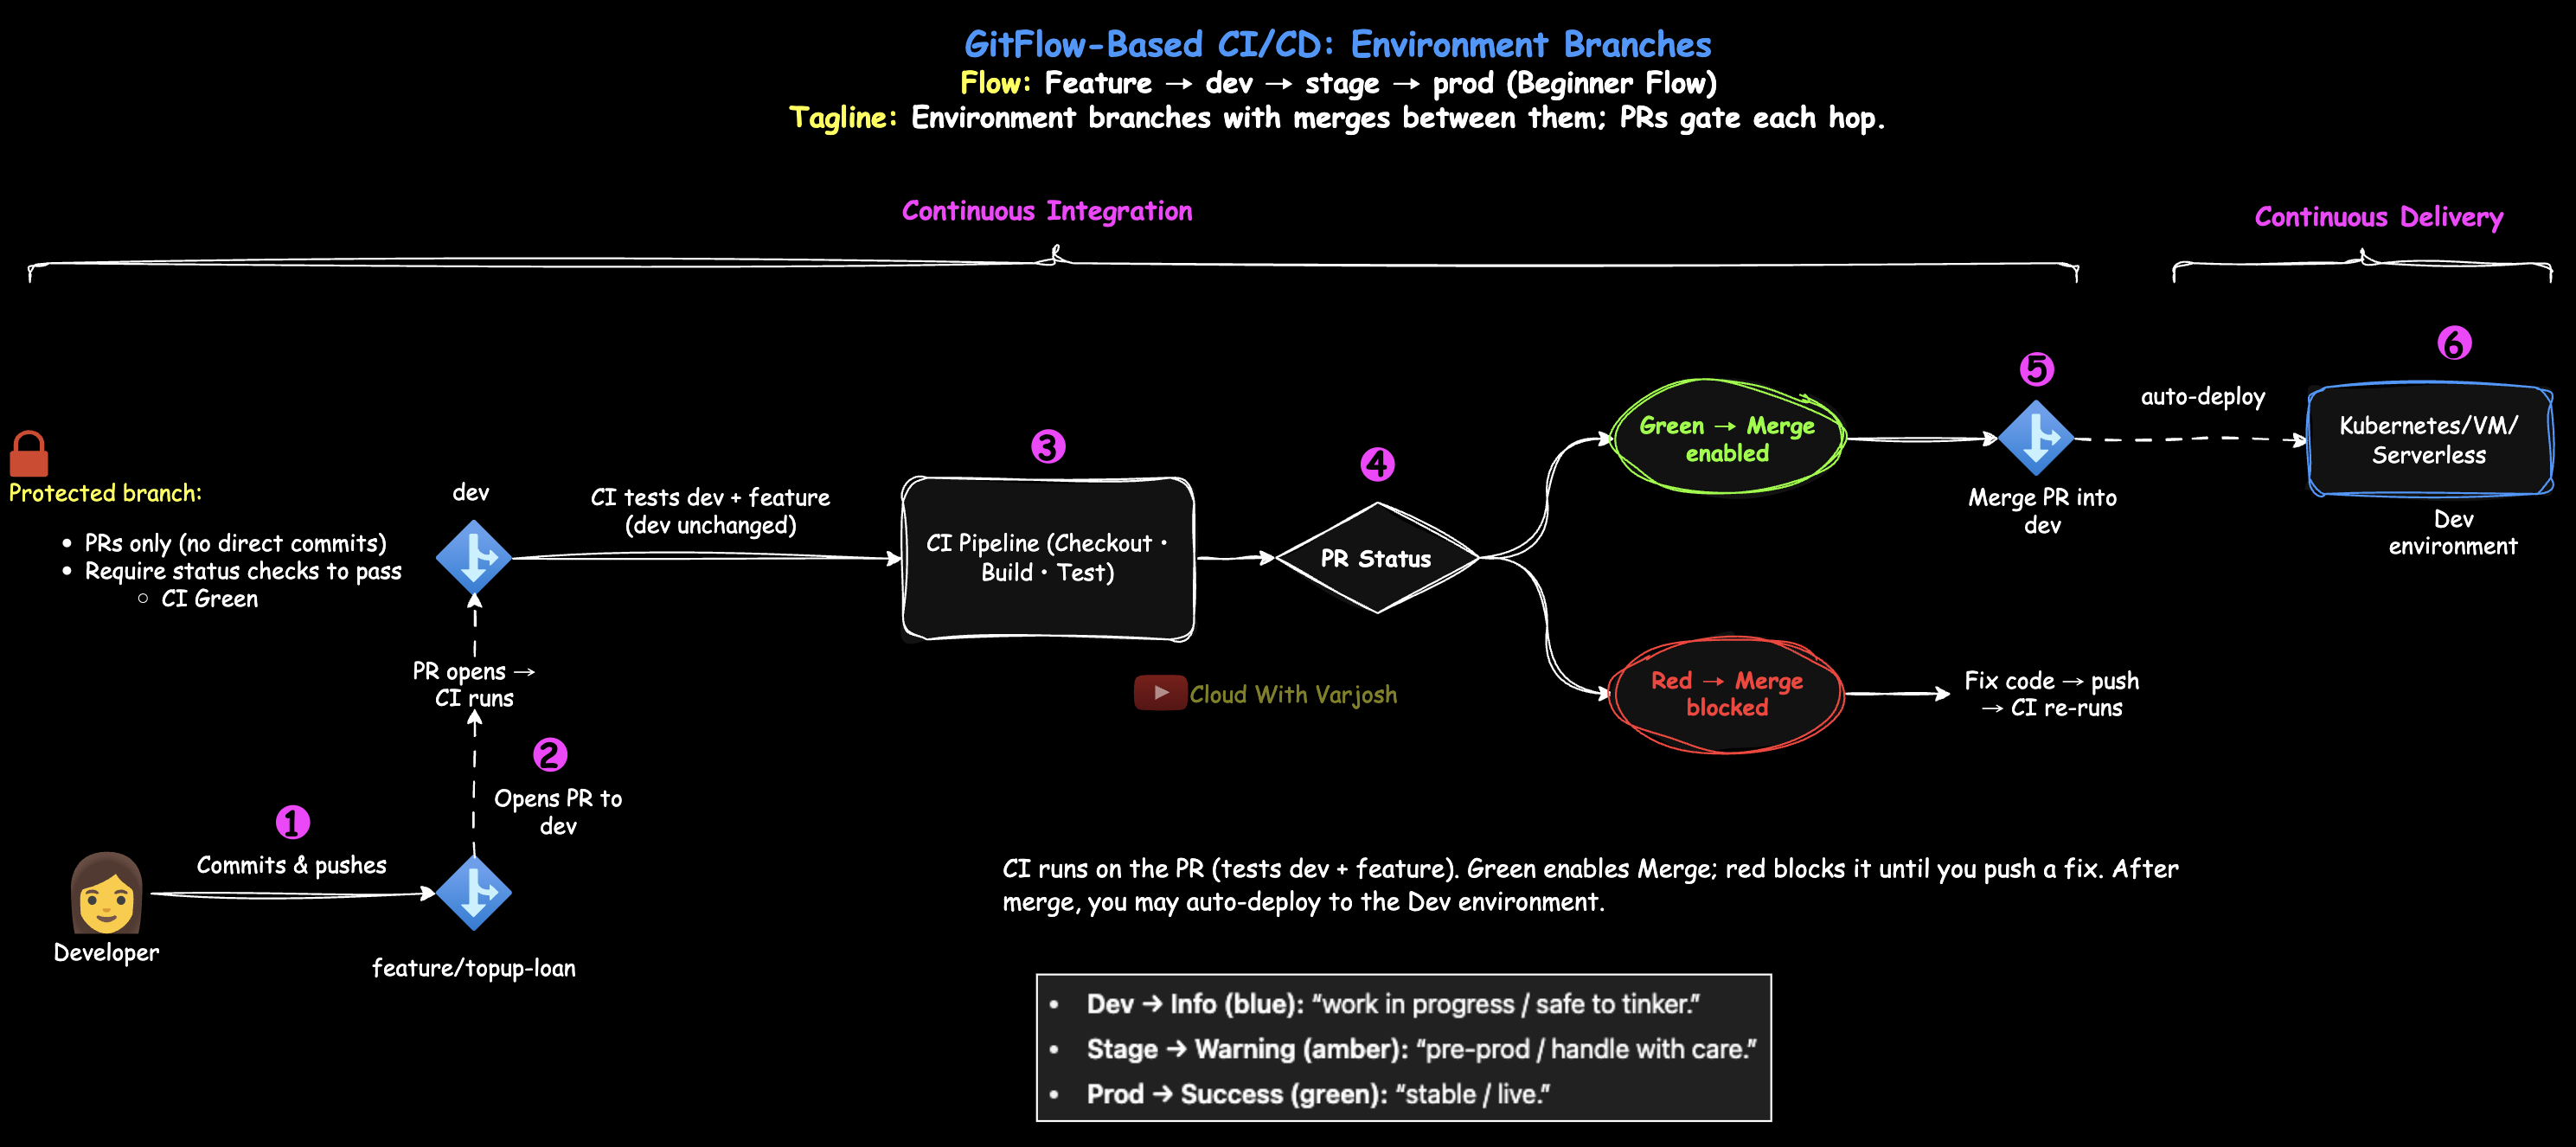 GitFlow-Based CI/CD: Environment Branches
Flow: Feature → dev → stage → prod (Beginner Flow)
Tagline: Environment branches with merges between them; PRs gate each hop.
Continuous Integration
Continuous Delivery
Protected branch:
• PRs only (no direct commits)
• Require status checks to pass
○ CI Green
1
Commits & pushes
Developer
feature/topup-loan
2
Opens PR to
dev
PR opens →
CI runs
dev
CI tests dev + feature
(dev unchanged)
3
CI Pipeline (Checkout •
Build • Test)
4
PR Status
Green → Merge
enabled
Red → Merge
blocked
Fix code → push
→ CI re-runs
5
Merge PR into
dev
auto-deploy
6
Kubernetes/VM/
Serverless
Dev
environment
Cloud With Varjosh
CI runs on the PR (tests dev + feature). Green enables Merge; red blocks it until you push a fix. After
merge, you may auto-deploy to the Dev environment.
• Dev → Info (blue): “work in progress / safe to tinker.”
• Stage → Warning (amber): “pre-prod / handle with care.”
• Prod → Success (green): “stable / live.”